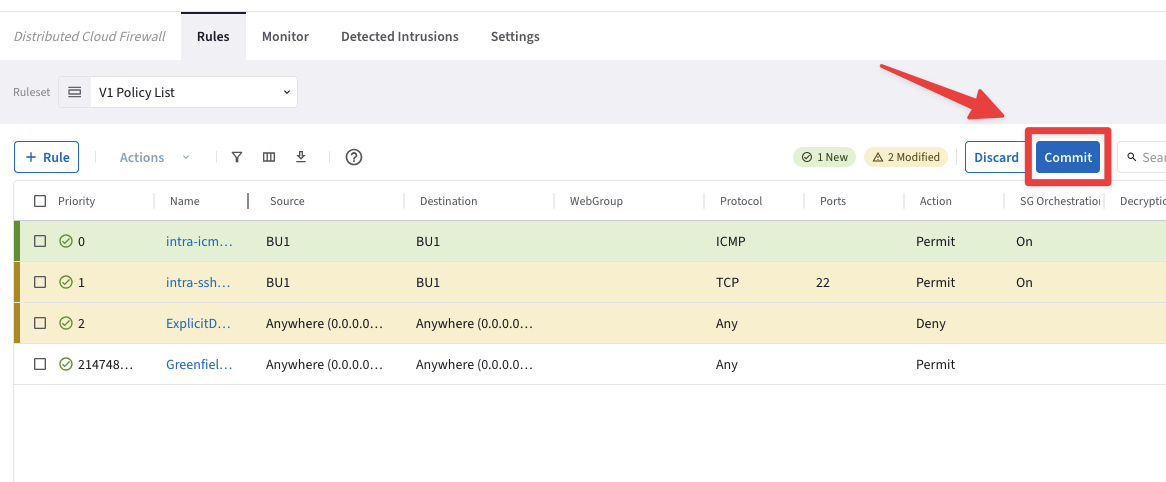 Distributed Cloud Firewall Rules Monitor Detected Intrusions Settings
Ruleset V1 Policy List
+ Rule Actions 1 New 2 Modified Discard Commit Sear
Priority Name Source Destination WebGroup Protocol Ports Action SG Orchestratio Decryptic
0 intra-icm... BU1 BU1 ICMP Permit On
1 intra-ssh... BU1 BU1 TCP 22 Permit On
2 ExplicitD... Anywhere (0.0.0.0... Anywhere (0.0.0.0... Any Deny
214748... Greenfiel... Anywhere (0.0.0.0... Anywhere (0.0.0.0... Any Permit